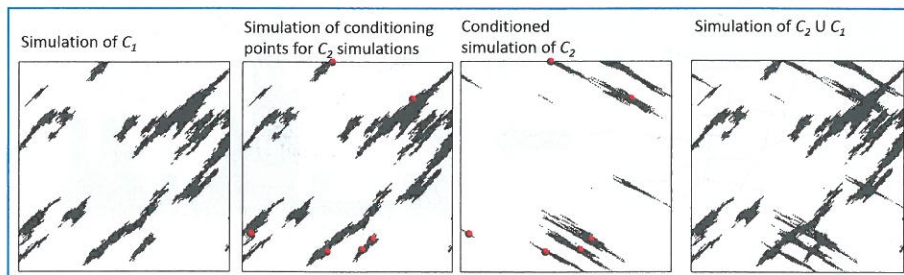 Simulation of C₁
Simulation of conditioning
points for C₂ simulations
Conditioned
simulation of C₂
Simulation of C₂ U C₁